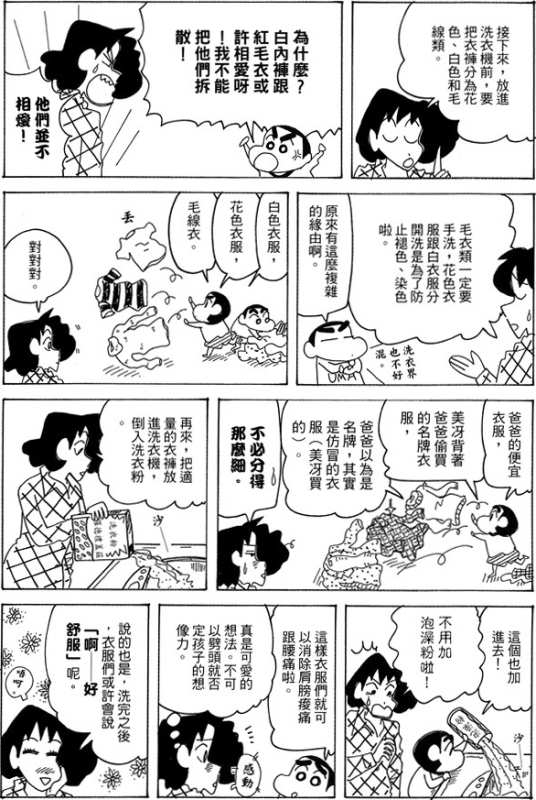 接下來，放進
洗衣機前，要
把衣褲分為花
色、白色和毛
線類。
為什麼？
白內褲跟
紅毛衣或
許相愛呀
！我不能
把他們拆
散！
他們並不
相愛！
毛衣類一定要
手洗，花色衣
服跟白衣服分
開洗是為了防
止褪色、染色
啦。
原來有這麼複雜
的緣由啊。
洗衣界
也不好
混。
白色衣服，
花色衣服，
毛線衣。
丟
對對對。
爸爸的便宜
衣服，
美冴背著
爸爸偷買
的名牌衣
服，
爸爸以為是
名牌，其實
是仿冒的衣
服（美冴買
的）。
不必分得
那麼細。
再來，把適
量的衣褲放
進洗衣機，
倒入洗衣粉
。
沙
洗衣粉
這個也加
進去！
不用加
泡澡粉啦！
沙
這樣衣服們就可
以消除肩膀痠痛
跟腰痛啦。
真是可愛的
想法。不可
以劈頭就否
定孩子的想
像力。
感動
說的也是，洗完之後
，衣服們或許會說
「啊──好
舒服」呢。